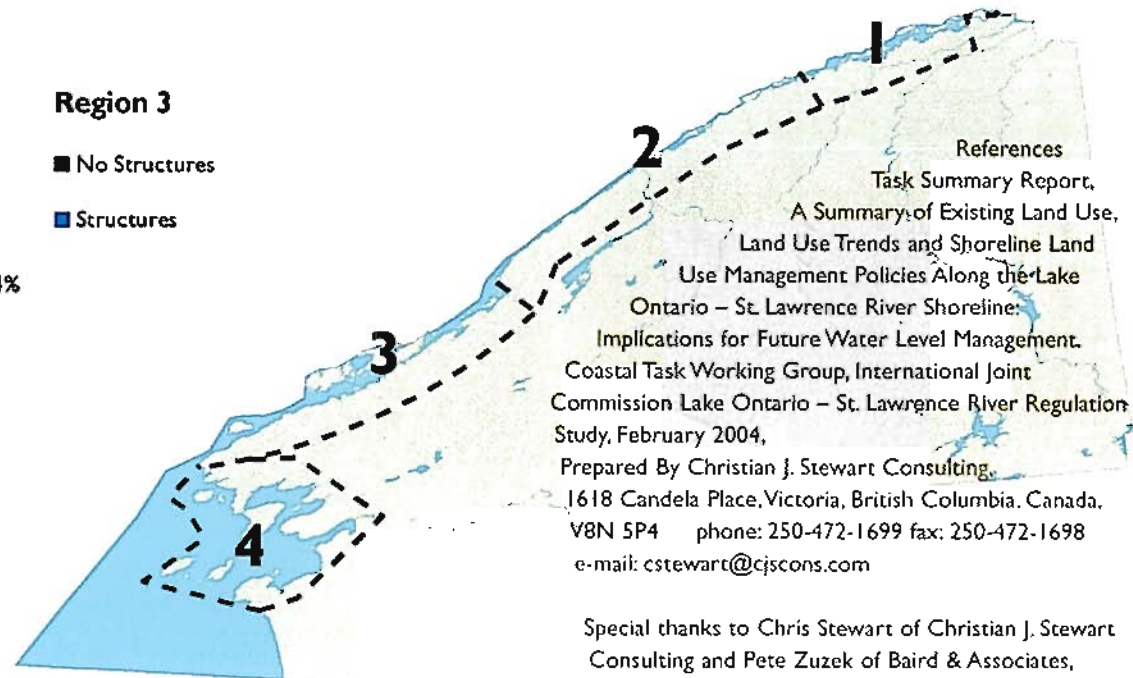 Region 3
No Structures
Structures
4%
1
2
3
4
References
Task Summary Report,
A Summary of Existing Land Use,
Land Use Trends and Shoreline Land
Use Management Policies Along the Lake
Ontario – St. Lawrence River Shoreline:
Implications for Future Water Level Management.
Coastal Task Working Group, International Joint
Commission Lake Ontario – St. Lawrence River Regulation
Study, February 2004,
Prepared By Christian J. Stewart Consulting,
1618 Candela Place, Victoria, British Columbia, Canada,
V8N 5P4 phone: 250-472-1699 fax: 250-472-1698
e-mail: cstewart@cjscons.com
Special thanks to Chris Stewart of Christian J. Stewart
Consulting and Pete Zuzek of Baird & Associates,